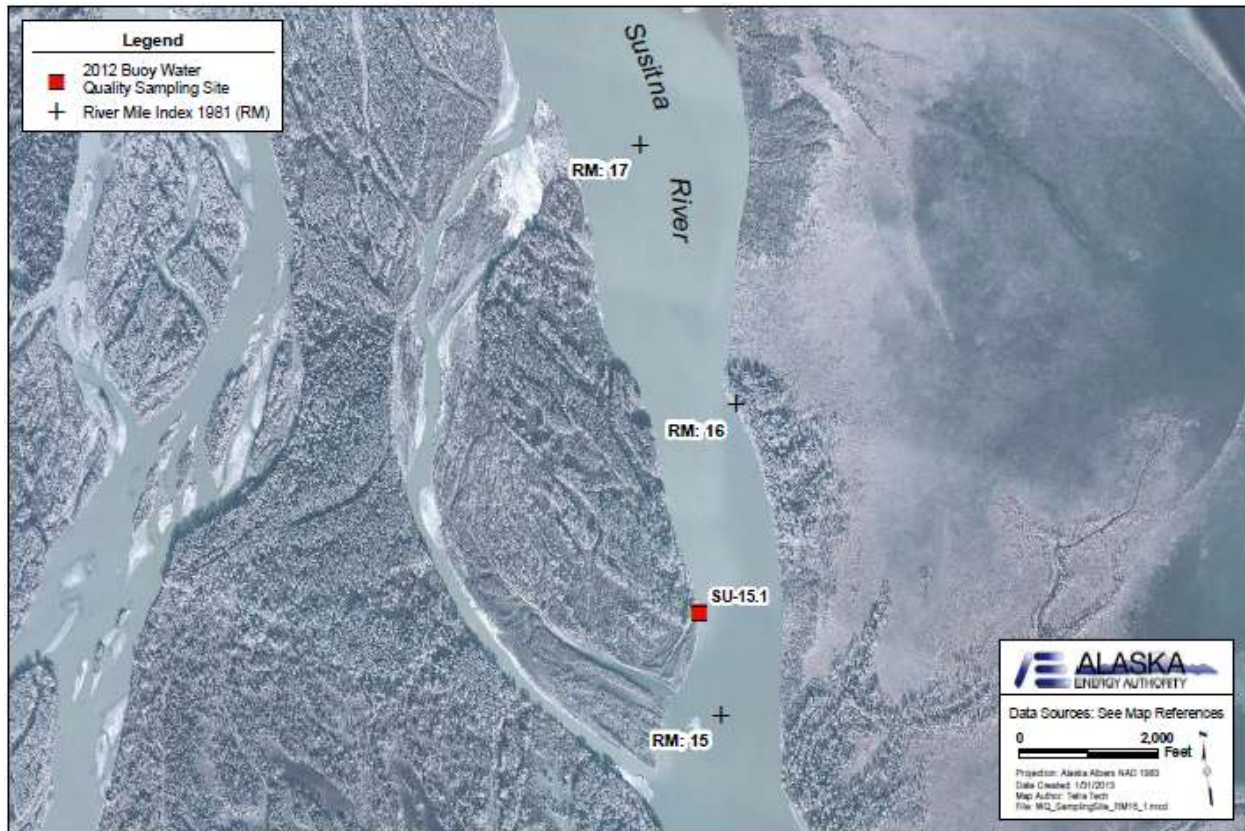 Legend
2012 Buoy Water
Quality Sampling Site
River Mile Index 1981 (RM)
Susitna
River
RM: 17
RM: 16
SU-15.1
RM: 15
ALASKA
ENERGY AUTHORITY
Data Sources: See Map References
0 2,000
Feet
Projection: Alaska Albers NAD 1983
Date Created: 1/31/2013
Map Author: Tetra Tech
File: WQ_SamplingSite_RM15_1.mxd